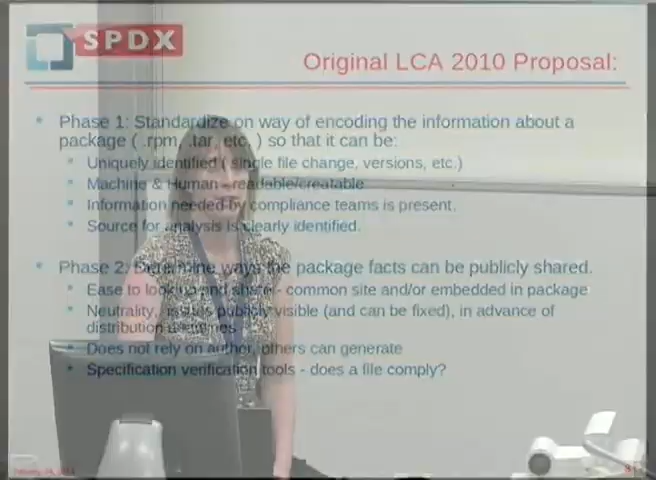 SPDX
Original LCA 2010 Proposal:
Phase 1: Standardize on way of encoding the information about a
package ( .rpm, .tar, etc. ) so that it can be:
Uniquely identified ( single file change, versions, etc.)
Machine & Human - readable/creatable
Information needed by compliance teams is present.
Source for analysis is clearly identified.
Phase 2: Determine ways the package facts can be publicly shared.
Ease to look up and share - common site and/or embedded in package
Neutrality, publicly visible (and can be fixed), in advance of
distribution
Does not rely on author, others can generate
Specification verification tools - does a file comply?